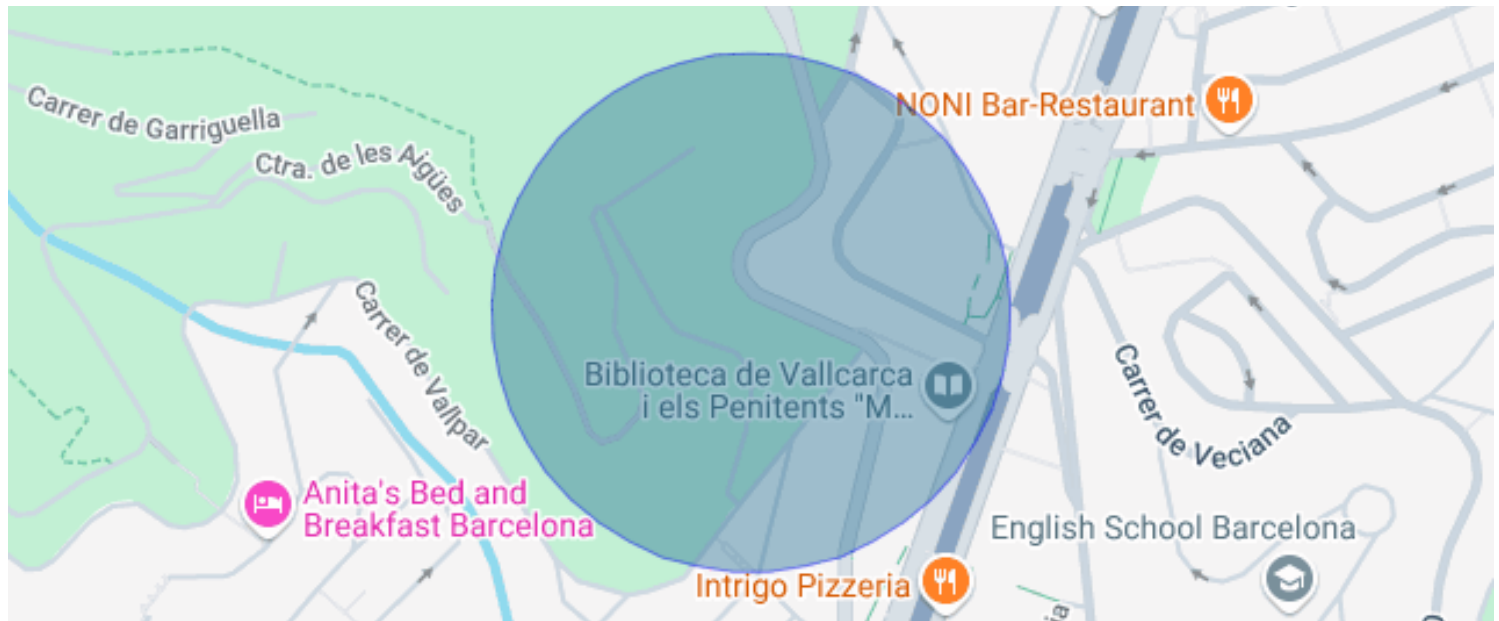 NONI Bar-Restaurant
Carrer de Garriguella
Ctra. de les Aigües
Carrer de Vallpar
Biblioteca de Vallcarca
i els Penitents "M...
Carrer de Veciana
Anita's Bed and
Breakfast Barcelona
English School Barcelona
Intrigo Pizzeria